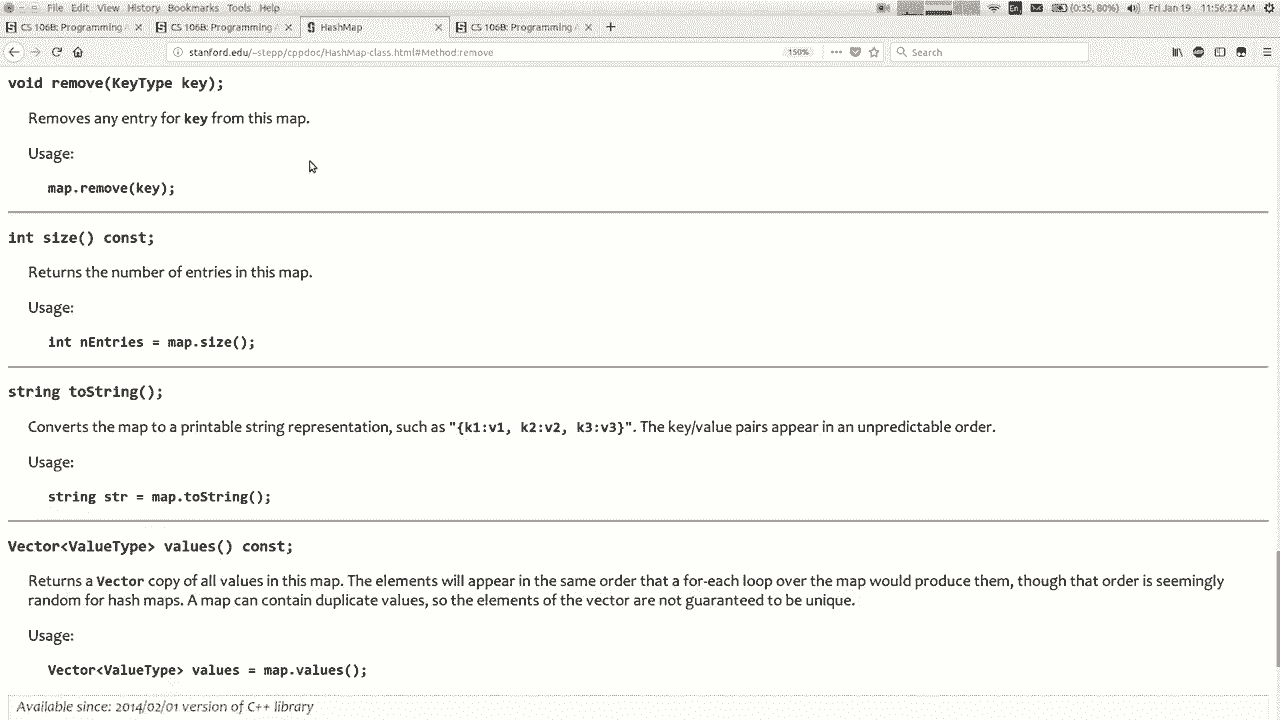 File Edit View History Bookmarks Tools Help
En (0:35, 80%) Fri Jan 19 11:56:32 AM
CS 106B: Programming CS 106B: Programming HashMap CS 106B: Programming
stanford.edu/~stepp/cppdoc/HashMap-class.html#Method:remove 150% Search
void remove(KeyType key);
Removes any entry for key from this map.
Usage:
map.remove(key);
int size() const;
Returns the number of entries in this map.
Usage:
int nEntries = map.size();
string toString();
Converts the map to a printable string representation, such as "{k1:v1, k2:v2, k3:v3}". The key/value pairs appear in an unpredictable order.
Usage:
string str = map.toString();
Vector<ValueType> values() const;
Returns a Vector copy of all values in this map. The elements will appear in the same order that a for-each loop over the map would produce them, though that order is seemingly
random for hash maps. A map can contain duplicate values, so the elements of the vector are not guaranteed to be unique.
Usage:
Vector<ValueType> values = map.values();
Available since: 2014/02/01 version of C++ library